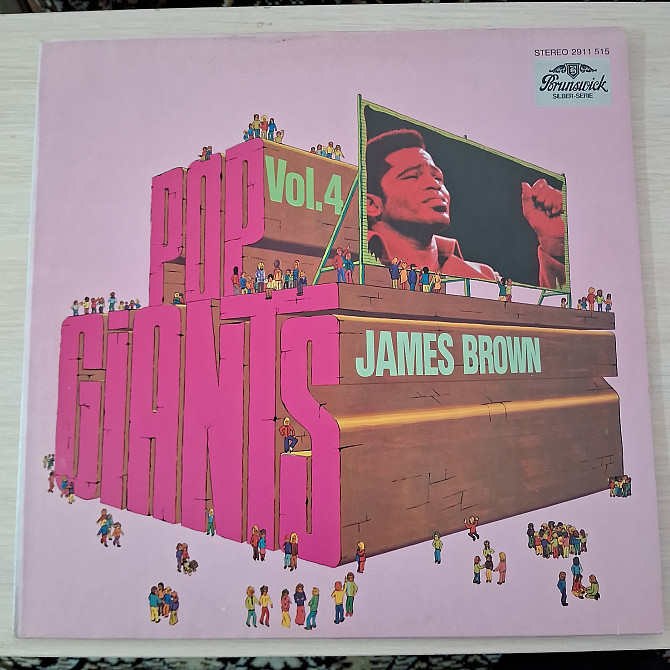 STEREO 2911 515
Brunswick
SILBER-SERIE
POP
Vol.4
GiANTS
JAMES BROWN